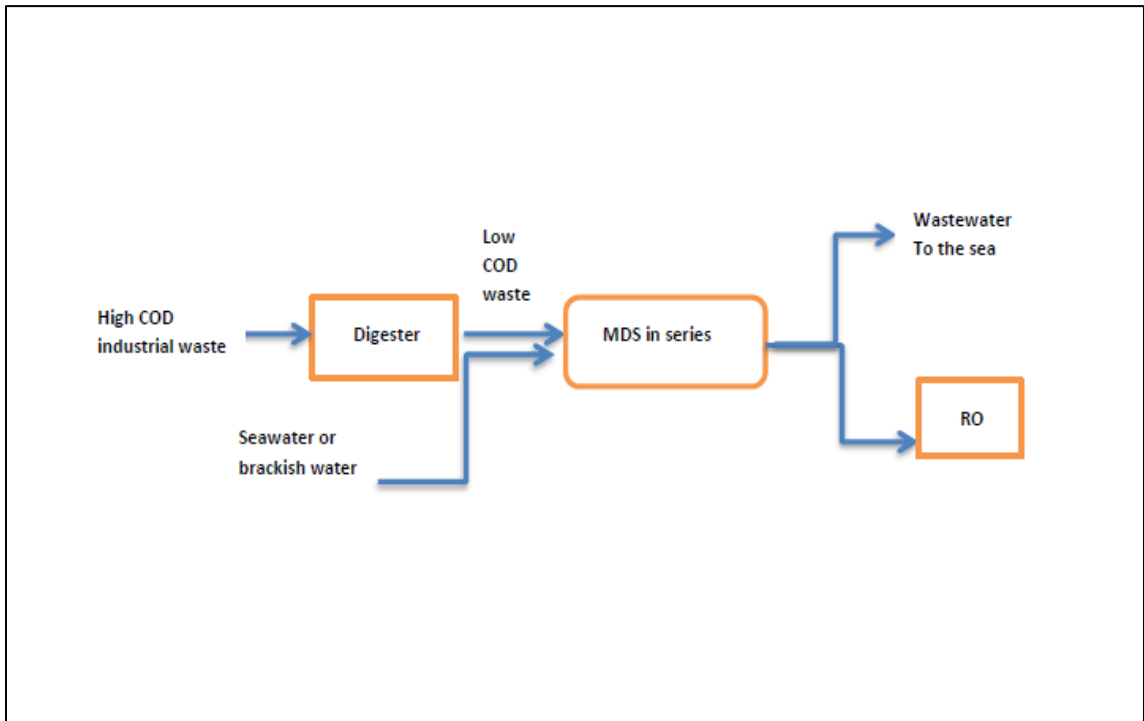 High COD
industrial waste
Digester
Low
COD
waste
Seawater or
brackish water
MDS in series
Wastewater
To the sea
RO